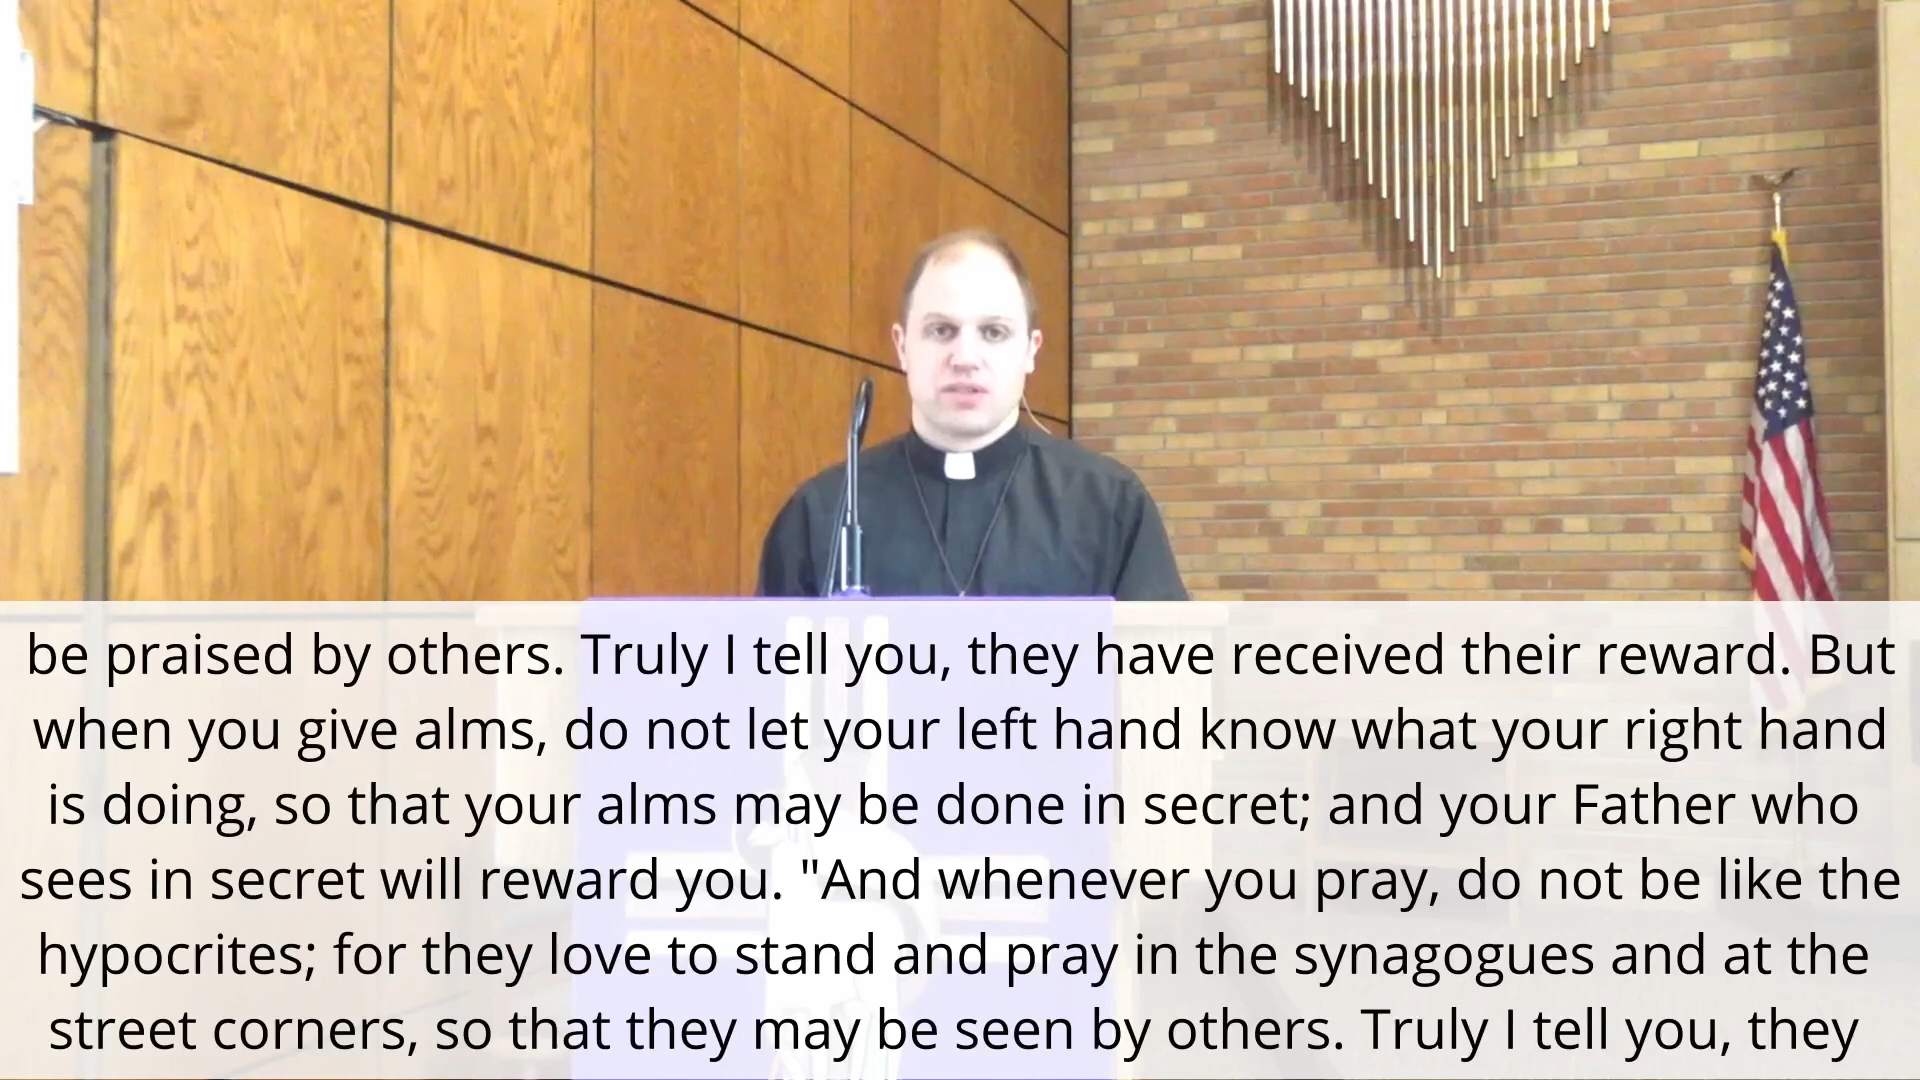 be praised by others. Truly I tell you, they have received their reward. But
when you give alms, do not let your left hand know what your right hand
is doing, so that your alms may be done in secret; and your Father who
sees in secret will reward you. "And whenever you pray, do not be like the
hypocrites; for they love to stand and pray in the synagogues and at the
street corners, so that they may be seen by others. Truly I tell you, they